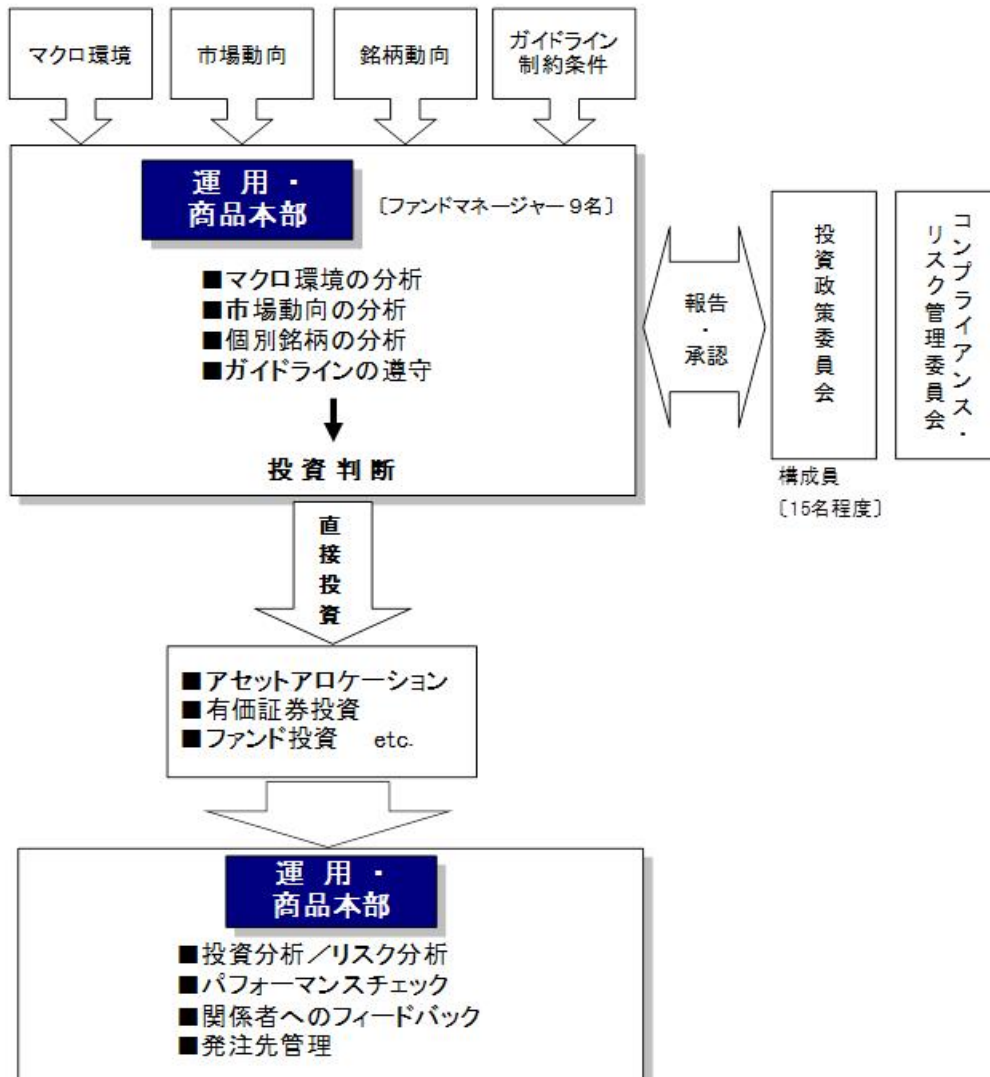 マクロ環境
市場動向
銘柄動向
ガイドライン
制約条件
運用・
商品本部
〔ファンドマネージャー9名〕
■マクロ環境の分析
■市場動向の分析
■個別銘柄の分析
■ガイドラインの遵守
投資判断
報告
・
承認
投資政策委員会
コンプライアンス・
リスク管理委員会
構成員
〔15名程度〕
直接投資
■アセットアロケーション
■有価証券投資
■ファンド投資 etc.
運用・
商品本部
■投資分析／リスク分析
■パフォーマンスチェック
■関係者へのフィードバック
■発注先管理